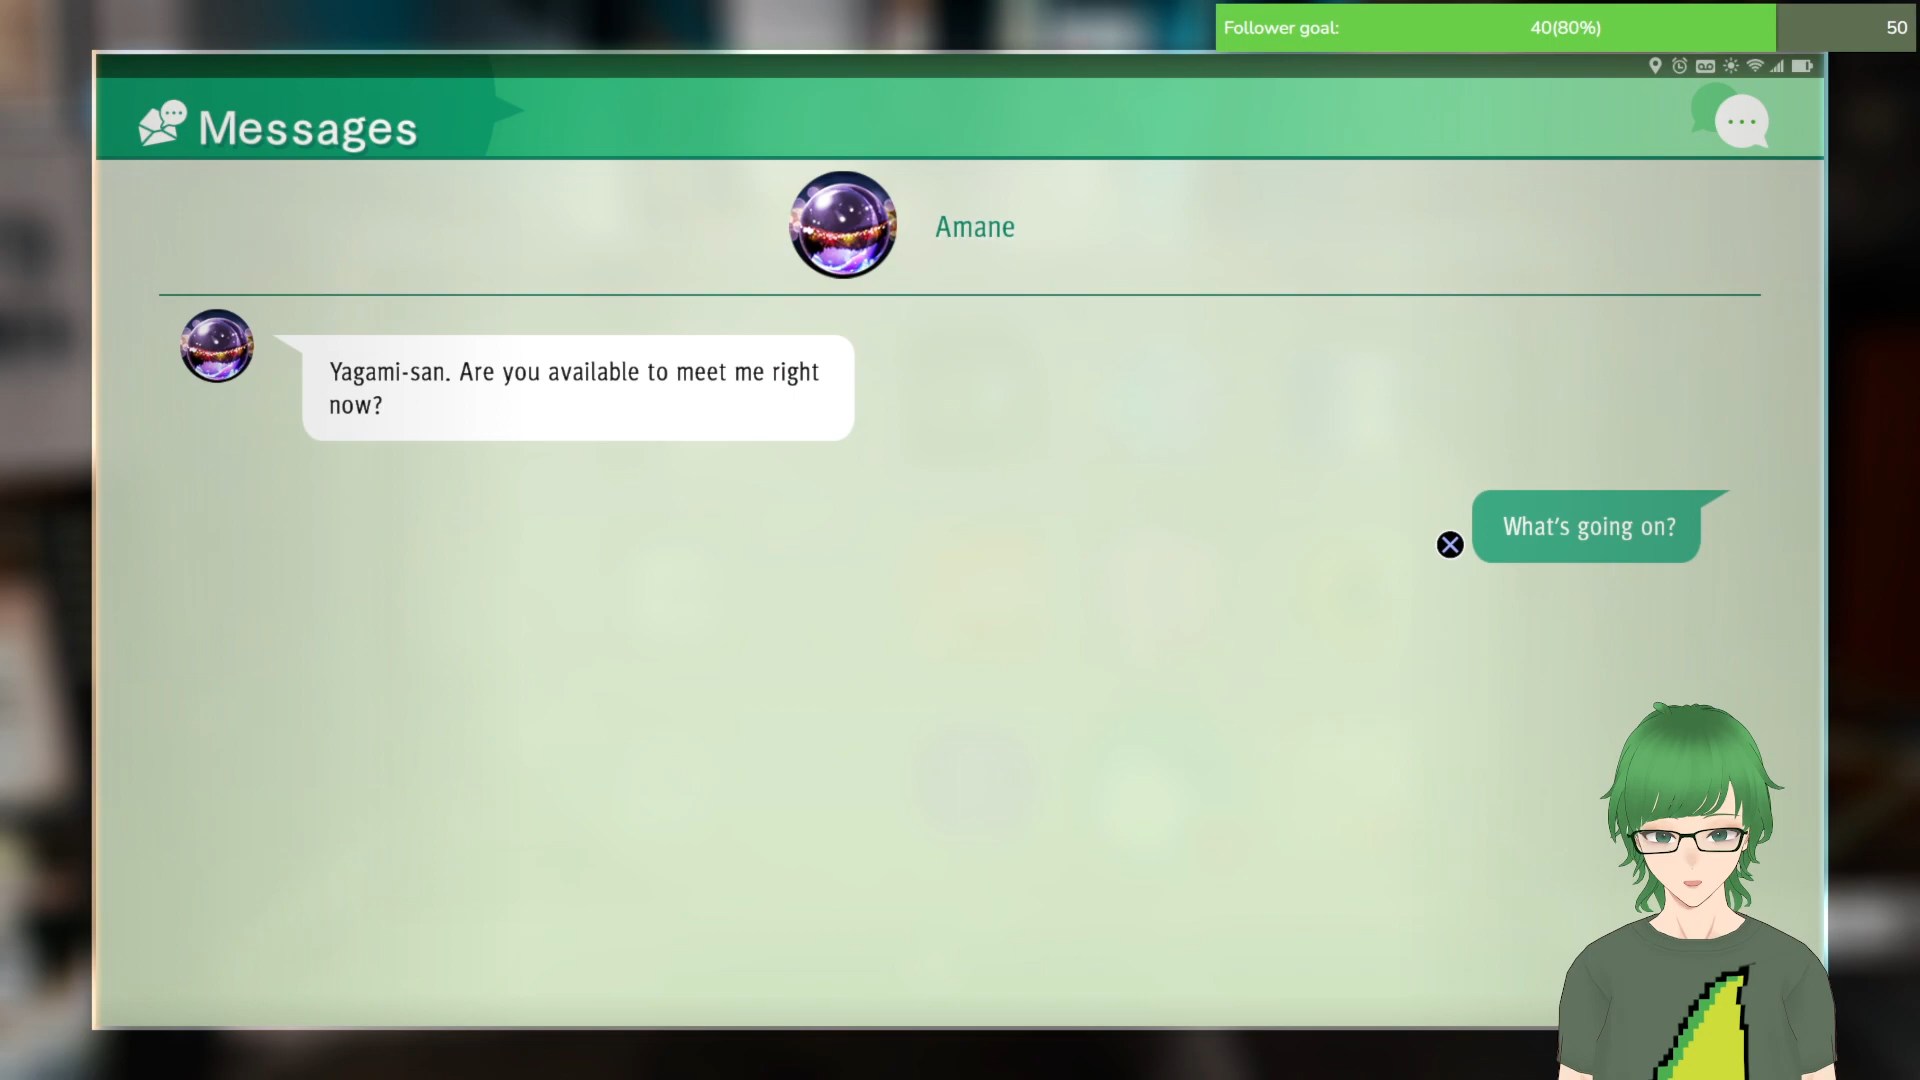 Follower goal: 40(80%) 50
Messages
Amane
Yagami-san. Are you available to meet me right
now?
What's going on?